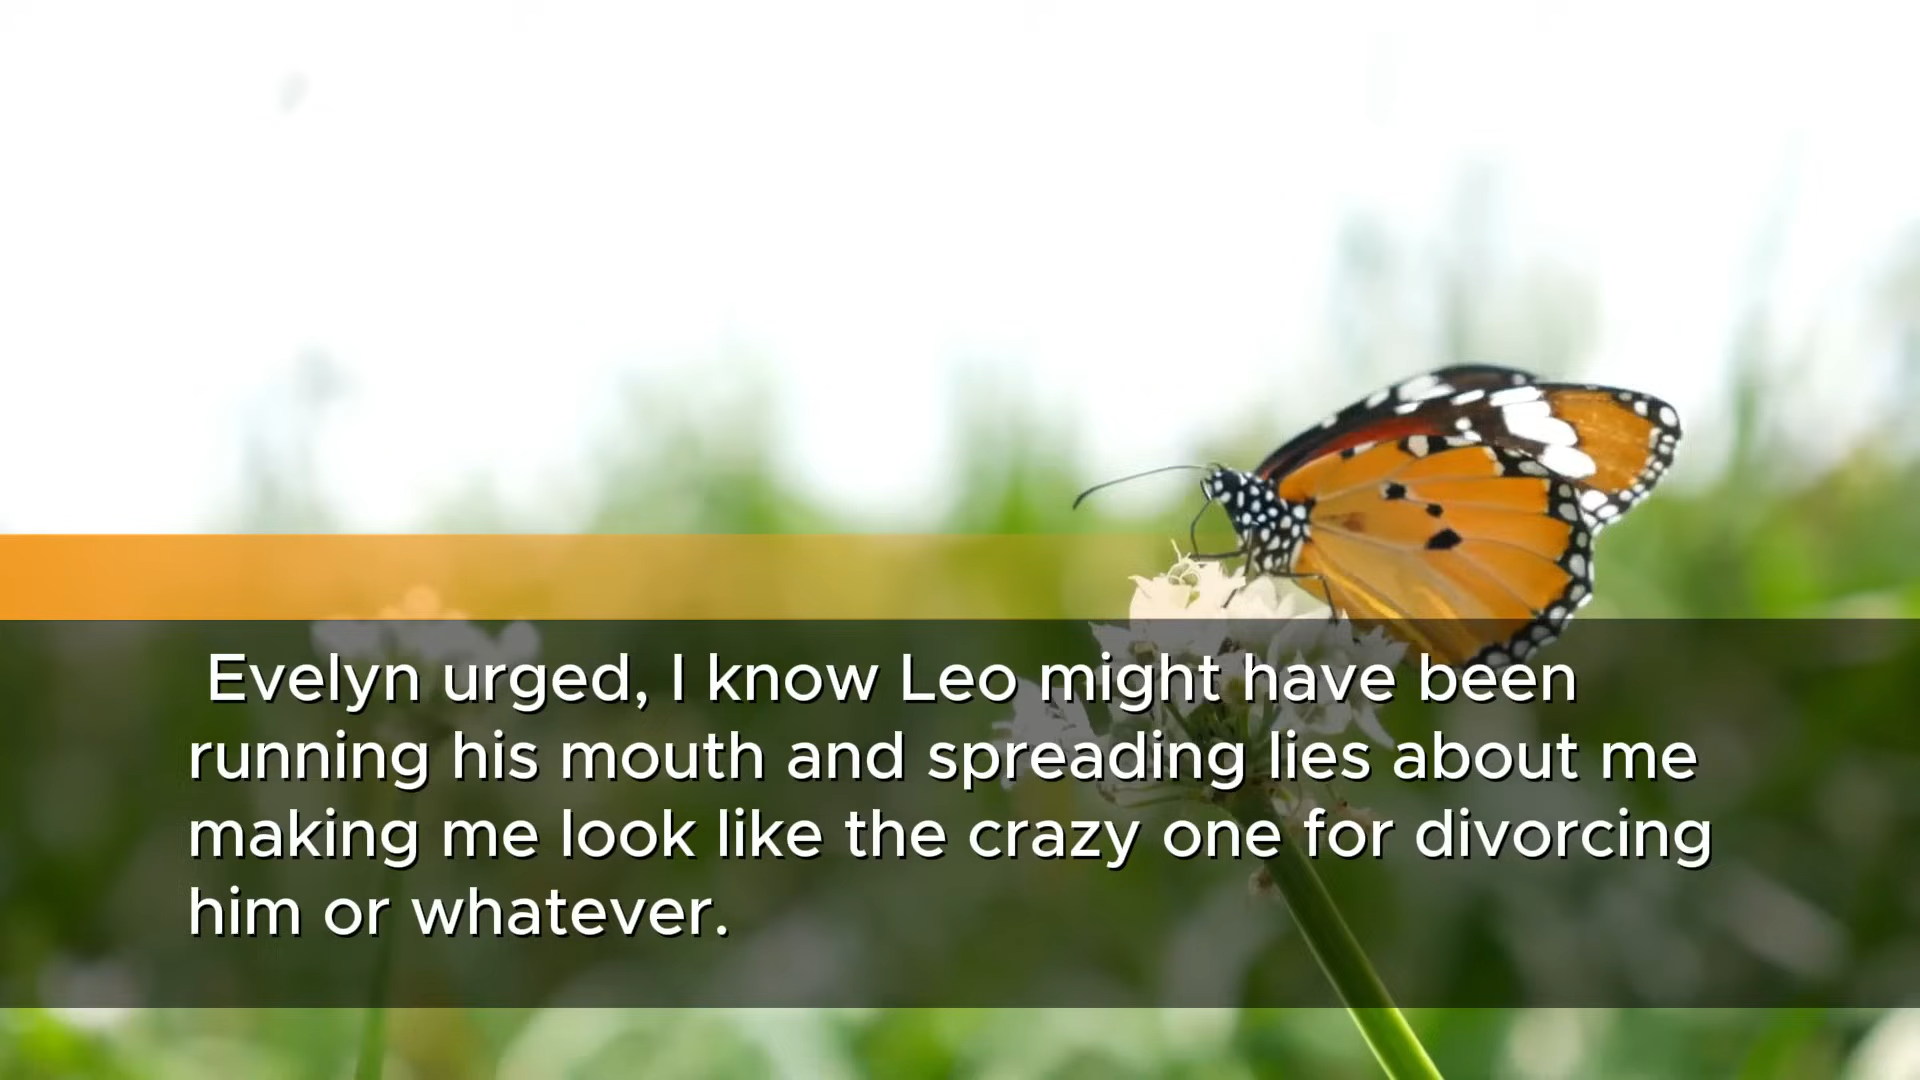 Evelyn urged, I know Leo might have been
running his mouth and spreading lies about me
making me look like the crazy one for divorcing
him or whatever.